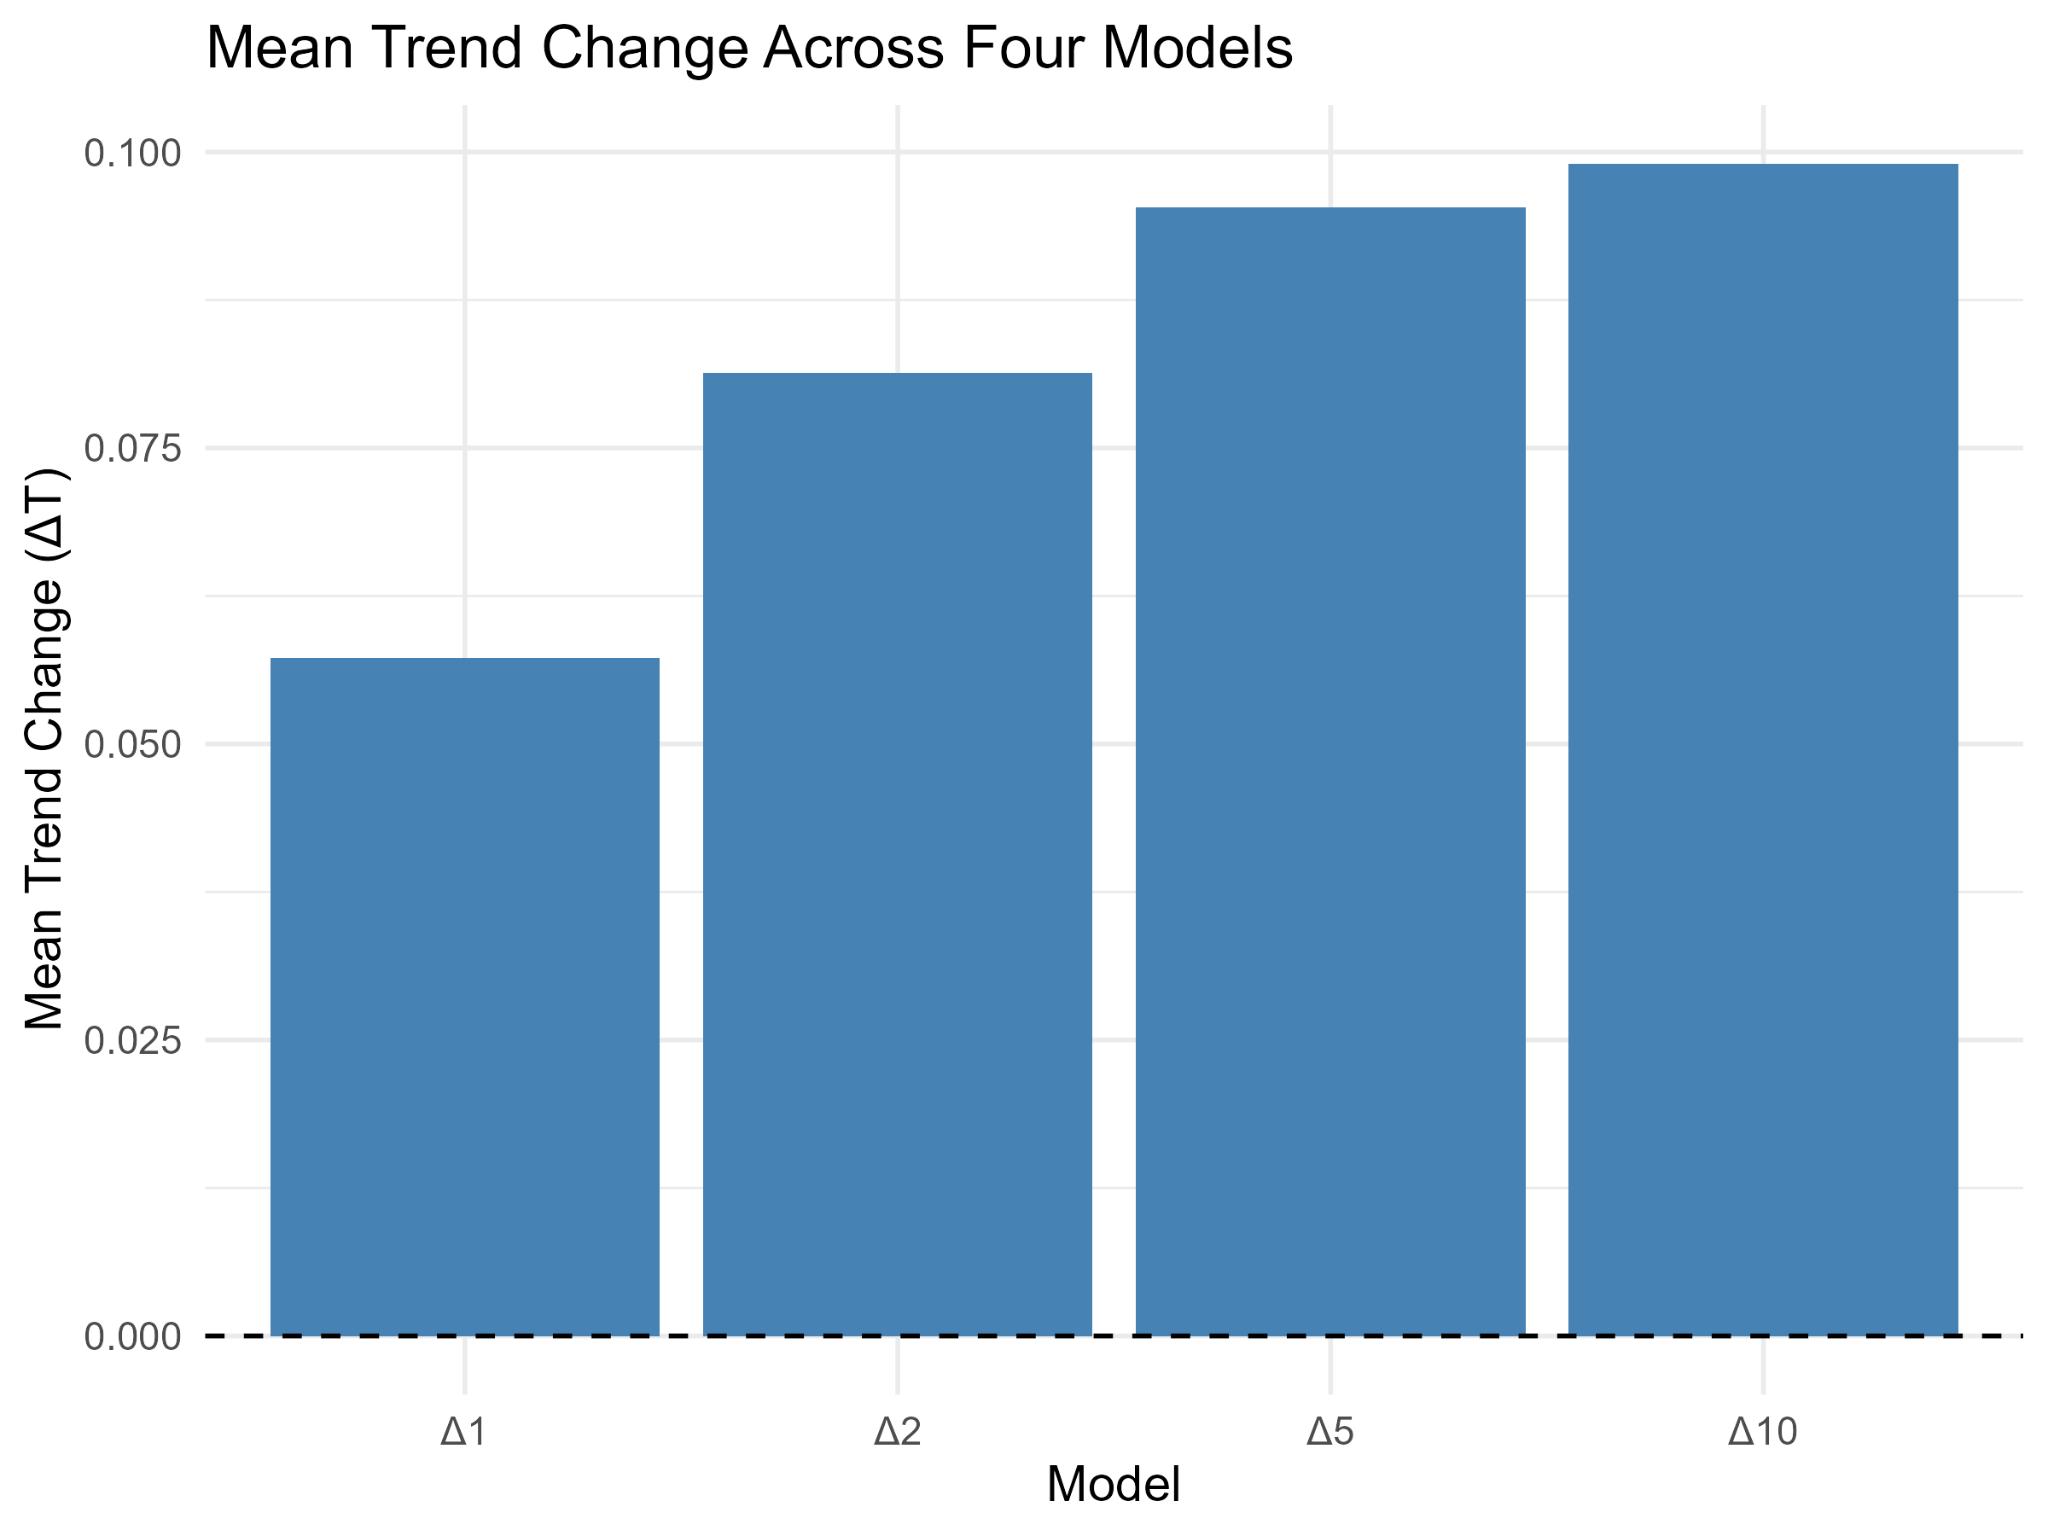 Mean Trend Change Across Four Models
Mean Trend Change (ΔT)
0.100
0.075
0.050
0.025
0.000
Δ1 Δ2 Δ5 Δ10
Model